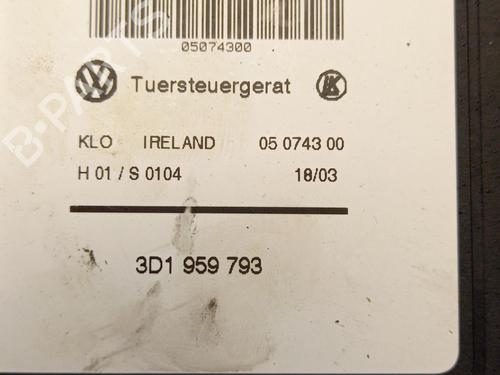 05074300
Tuersteuergerat
KLO IRELAND 05 0743 00
H 01 / S 0104 18/03
3D1 959 793
B-PARTS